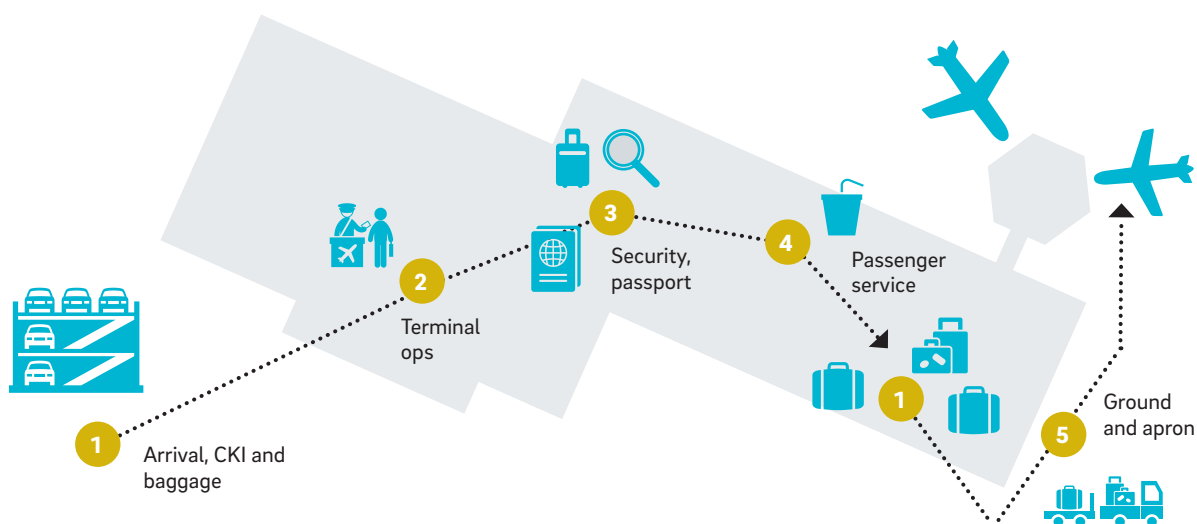 1
Arrival, CKI and
baggage
2
Terminal
ops
3
Security,
passport
4
Passenger
service
1
5
Ground
and apron